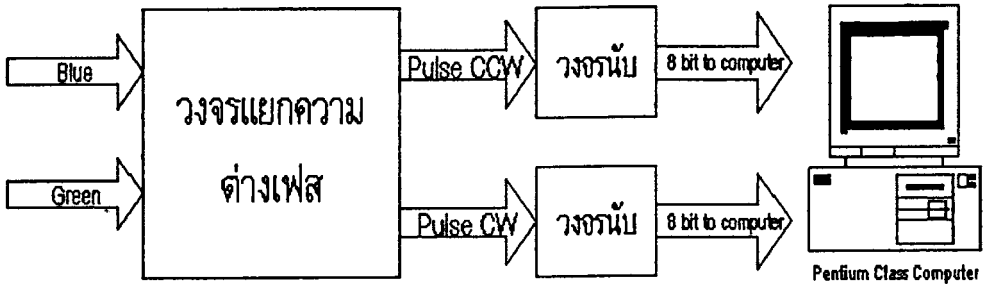 Blue
Green
วงจรแยกความ
ต่างเฟส
Pulse CCW
Pulse CW
วงจรนับ
วงจรนับ
8 bit to computer
8 bit to computer
Pentium Class Computer